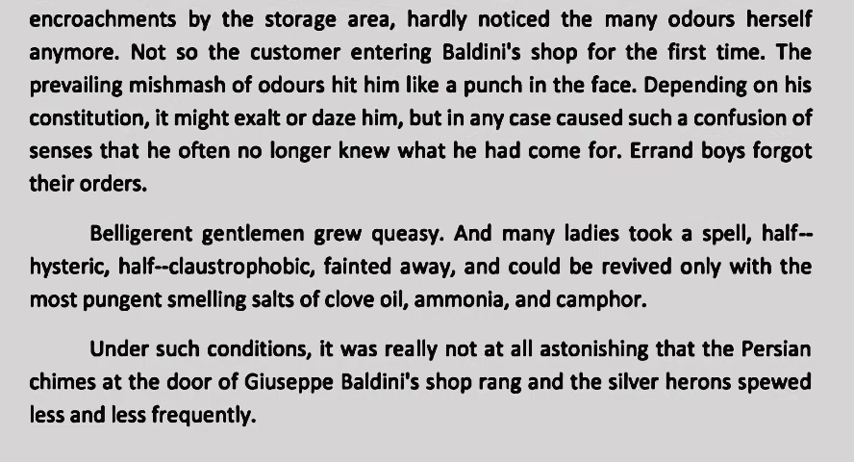 encroachments by the storage area, hardly noticed the many odours herself
anymore. Not so the customer entering Baldini's shop for the first time. The
prevailing mishmash of odours hit him like a punch in the face. Depending on his
constitution, it might exalt or daze him, but in any case caused such a confusion of
senses that he often no longer knew what he had come for. Errand boys forgot
their orders.
Belligerent gentlemen grew queasy. And many ladies took a spell, half--
hysteric, half--claustrophobic, fainted away, and could be revived only with the
most pungent smelling salts of clove oil, ammonia, and camphor.
Under such conditions, it was really not at all astonishing that the Persian
chimes at the door of Giuseppe Baldini's shop rang and the silver herons spewed
less and less frequently.